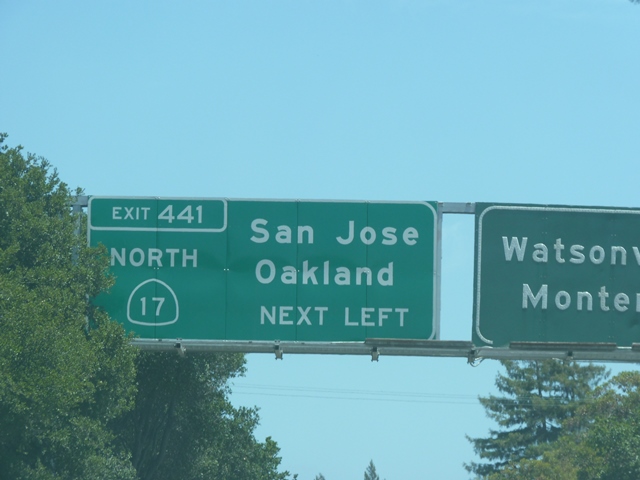 EXIT 441
NORTH
17
San Jose
Oakland
NEXT LEFT